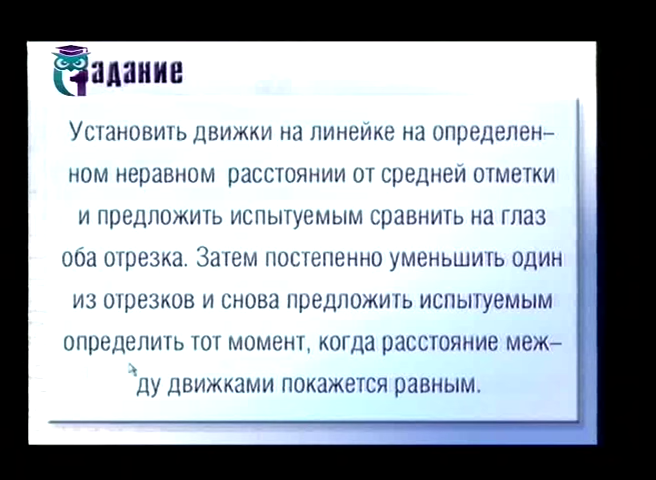 Задание
Установить движки на линейке на определен-
ном неравном расстоянии от средней отметки
и предложить испытуемым сравнить на глаз
оба отрезка. Затем постепенно уменьшить один
из отрезков и снова предложить испытуемым
определить тот момент, когда расстояние меж-
ду движками покажется равным.